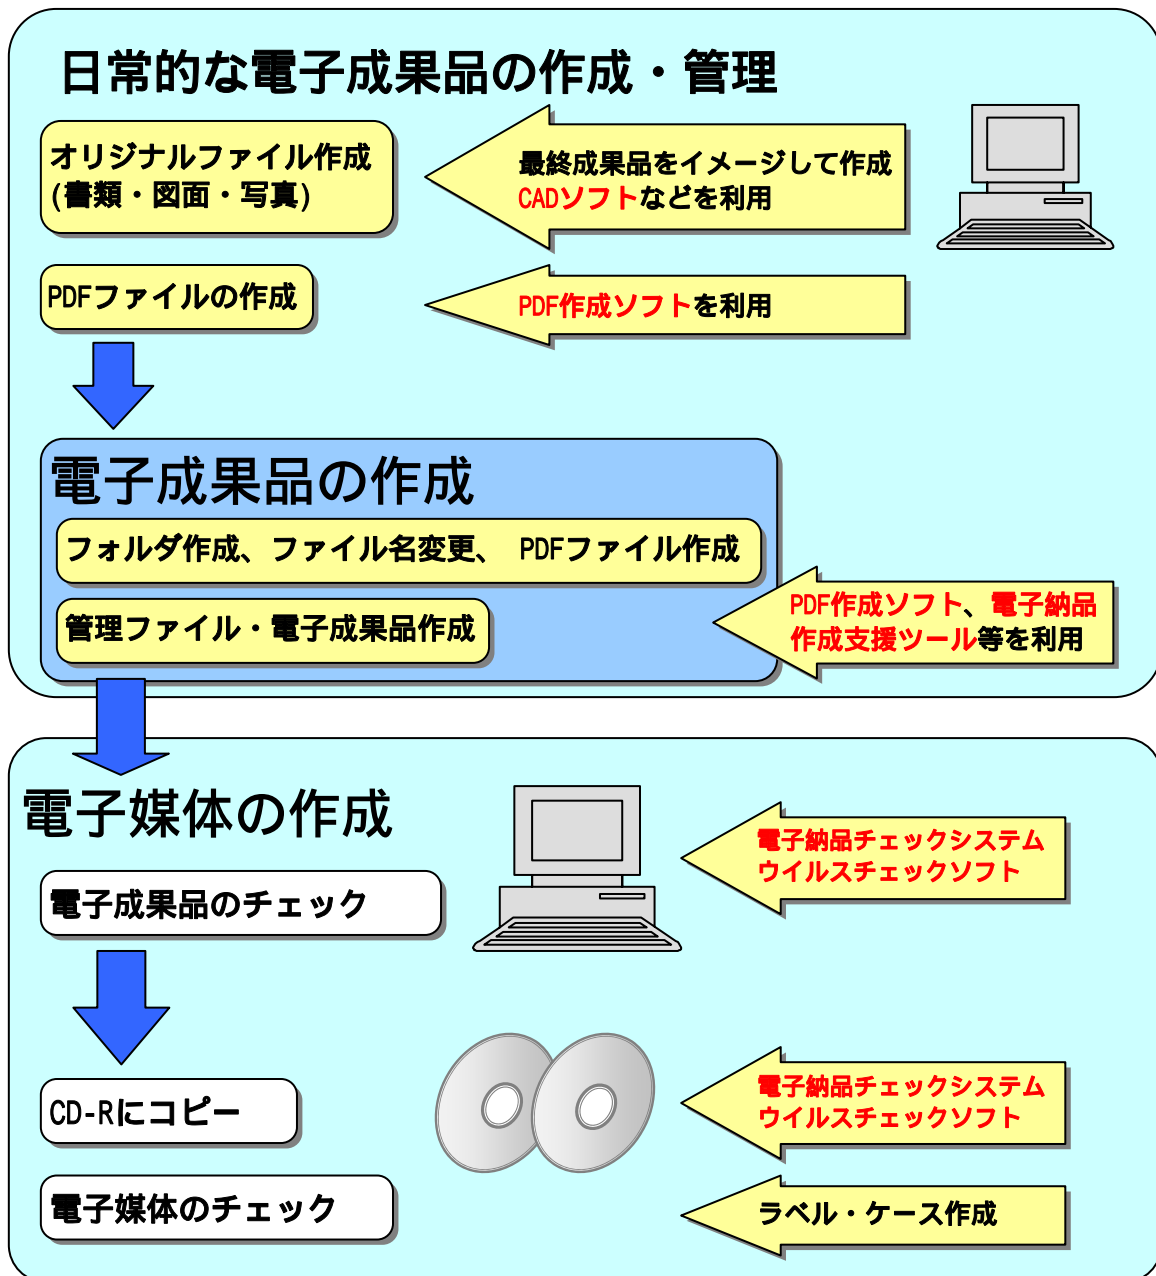 日常的な電子成果品の作成・管理
オリジナルファイル作成
(書類・図面・写真)
最終成果品をイメージして作成
CADソフトなどを利用
PDFファイルの作成
PDF作成ソフトを利用
電子成果品の作成
フォルダ作成、ファイル名変更、 PDFファイル作成
管理ファイル・電子成果品作成
PDF作成ソフト、電子納品
作成支援ツール等を利用
電子媒体の作成
電子納品チェックシステム
ウイルスチェックソフト
電子成果品のチェック
CD-Rにコピー
電子納品チェックシステム
ウイルスチェックソフト
電子媒体のチェック
ラベル・ケース作成